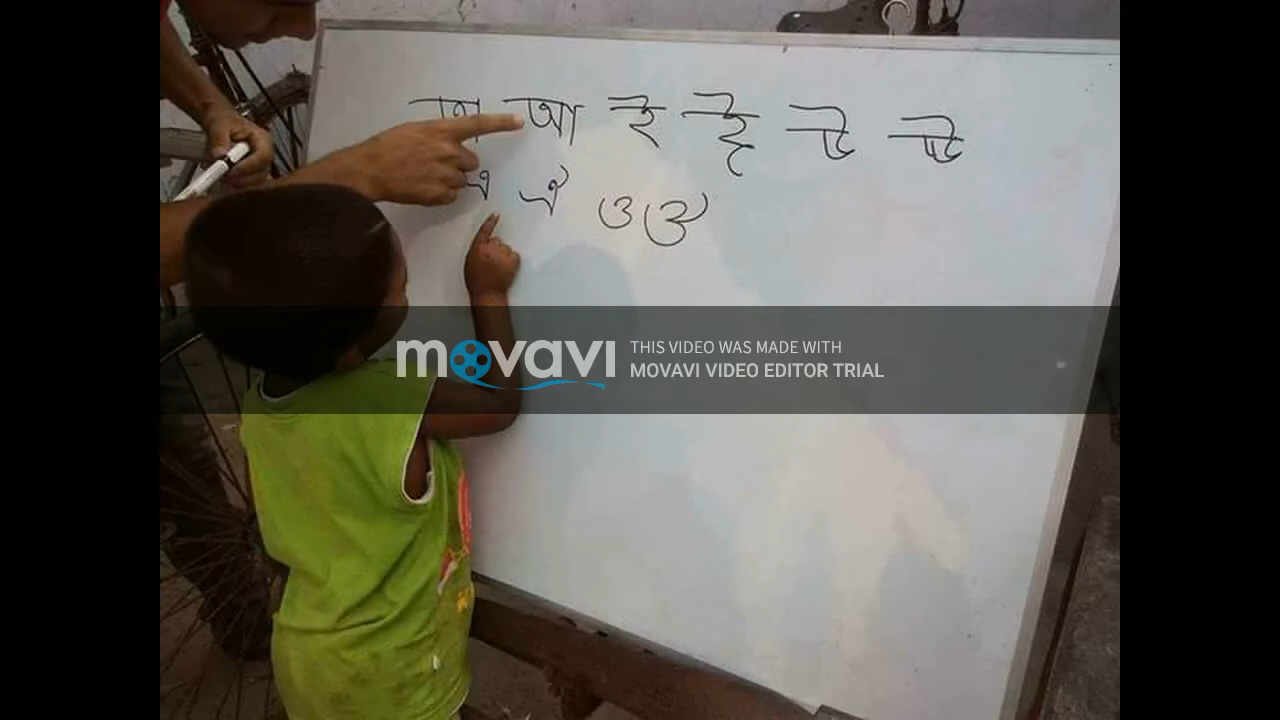 অ আ ই ঈ উ ঊ
এ ঐ ও ঔ
movavi
THIS VIDEO WAS MADE WITH
MOVAVI VIDEO EDITOR TRIAL